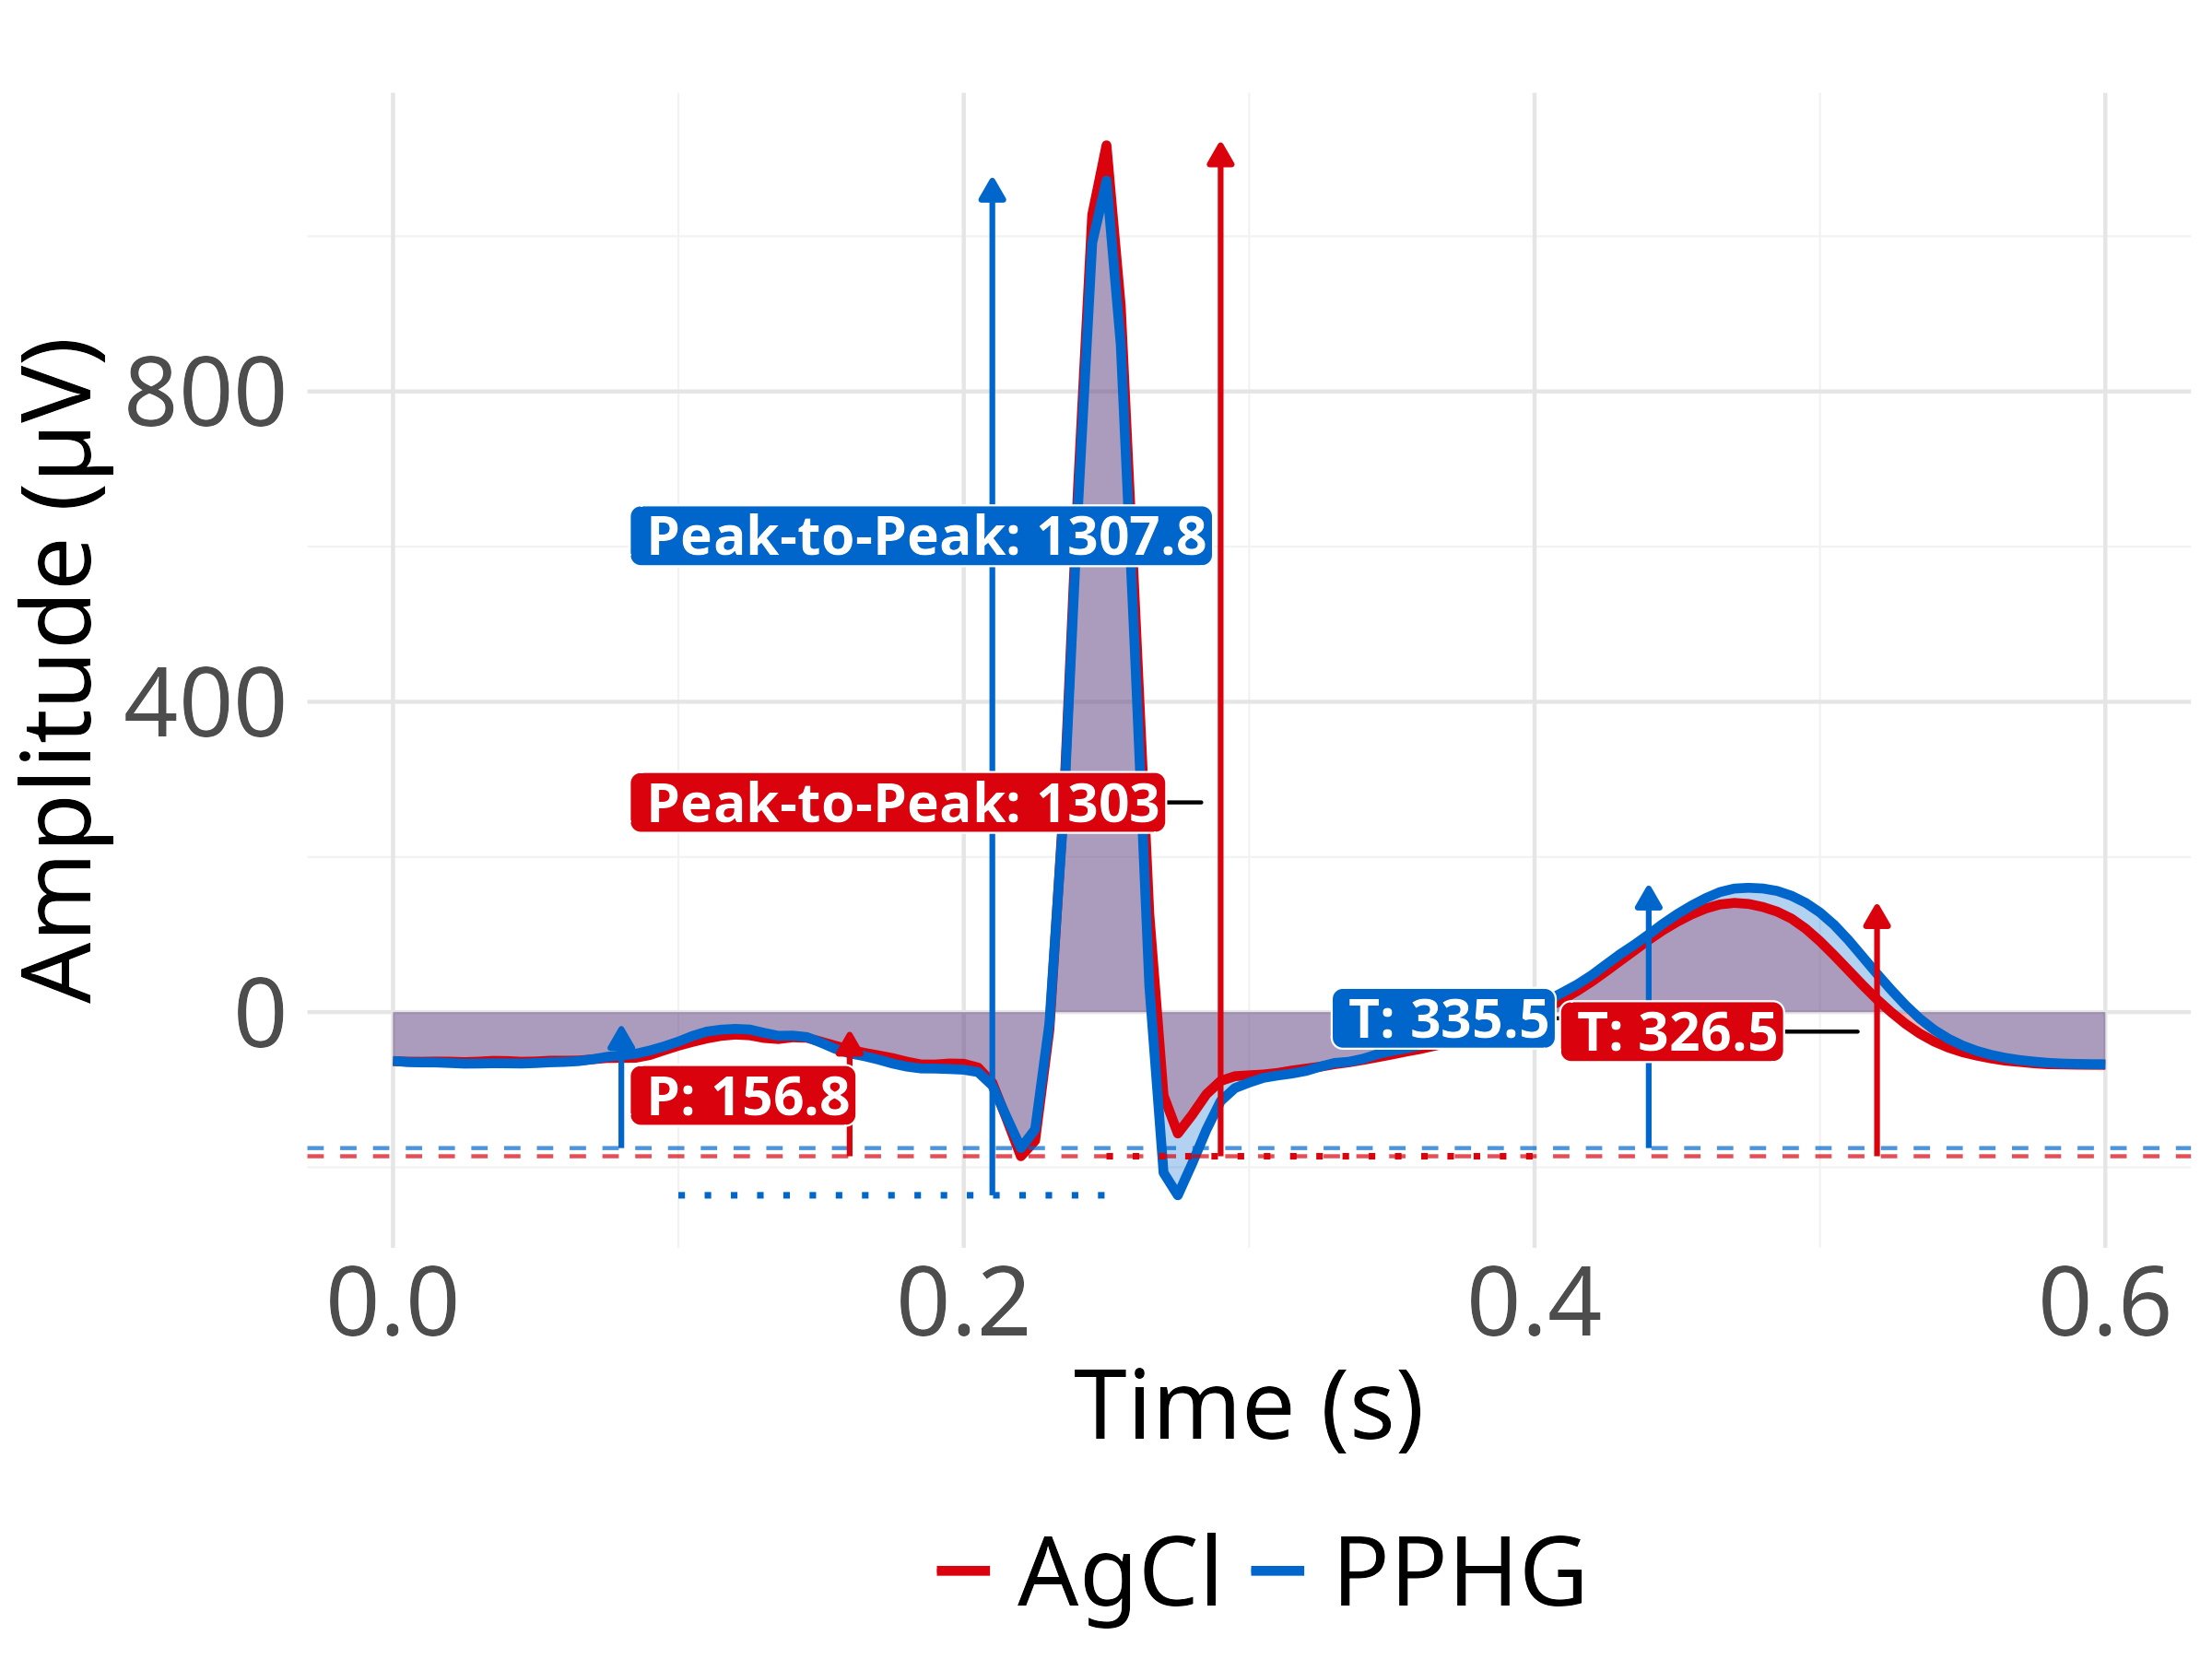 Amplitude (µV)
800
400
0
Peak-to-Peak: 1307.8
Peak-to-Peak: 1303
P: 156.8
T: 335.5
T: 326.5
0.0 0.2 0.4 0.6
Time (s)
AgCl PPHG